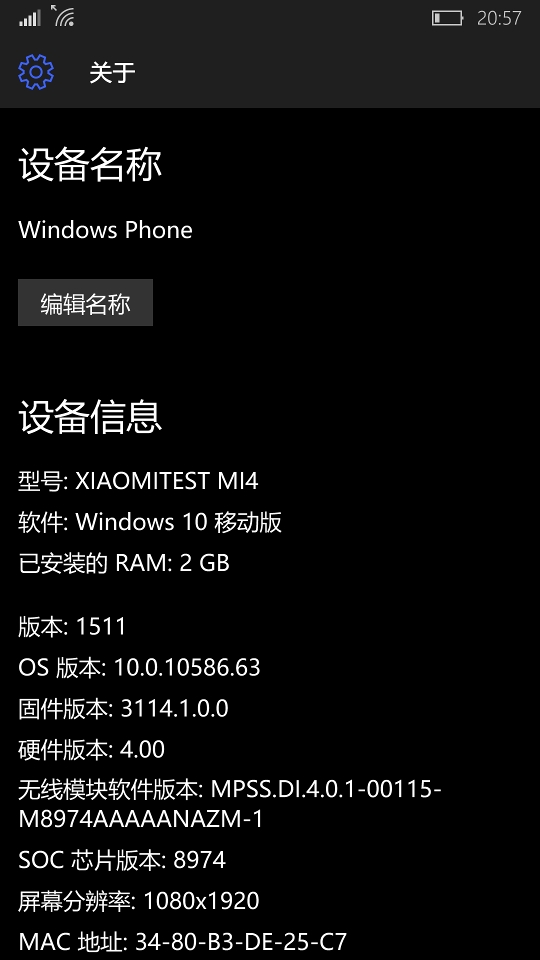 20:57
关于
设备名称
Windows Phone
编辑名称
设备信息
型号: XIAOMITEST MI4
软件: Windows 10 移动版
已安装的 RAM: 2 GB
版本: 1511
OS 版本: 10.0.10586.63
固件版本: 3114.1.0.0
硬件版本: 4.00
无线模块软件版本: MPSS.DI.4.0.1-00115-
M8974AAAAANAZM-1
SOC 芯片版本: 8974
屏幕分辨率: 1080x1920
MAC 地址: 34-80-B3-DE-25-C7